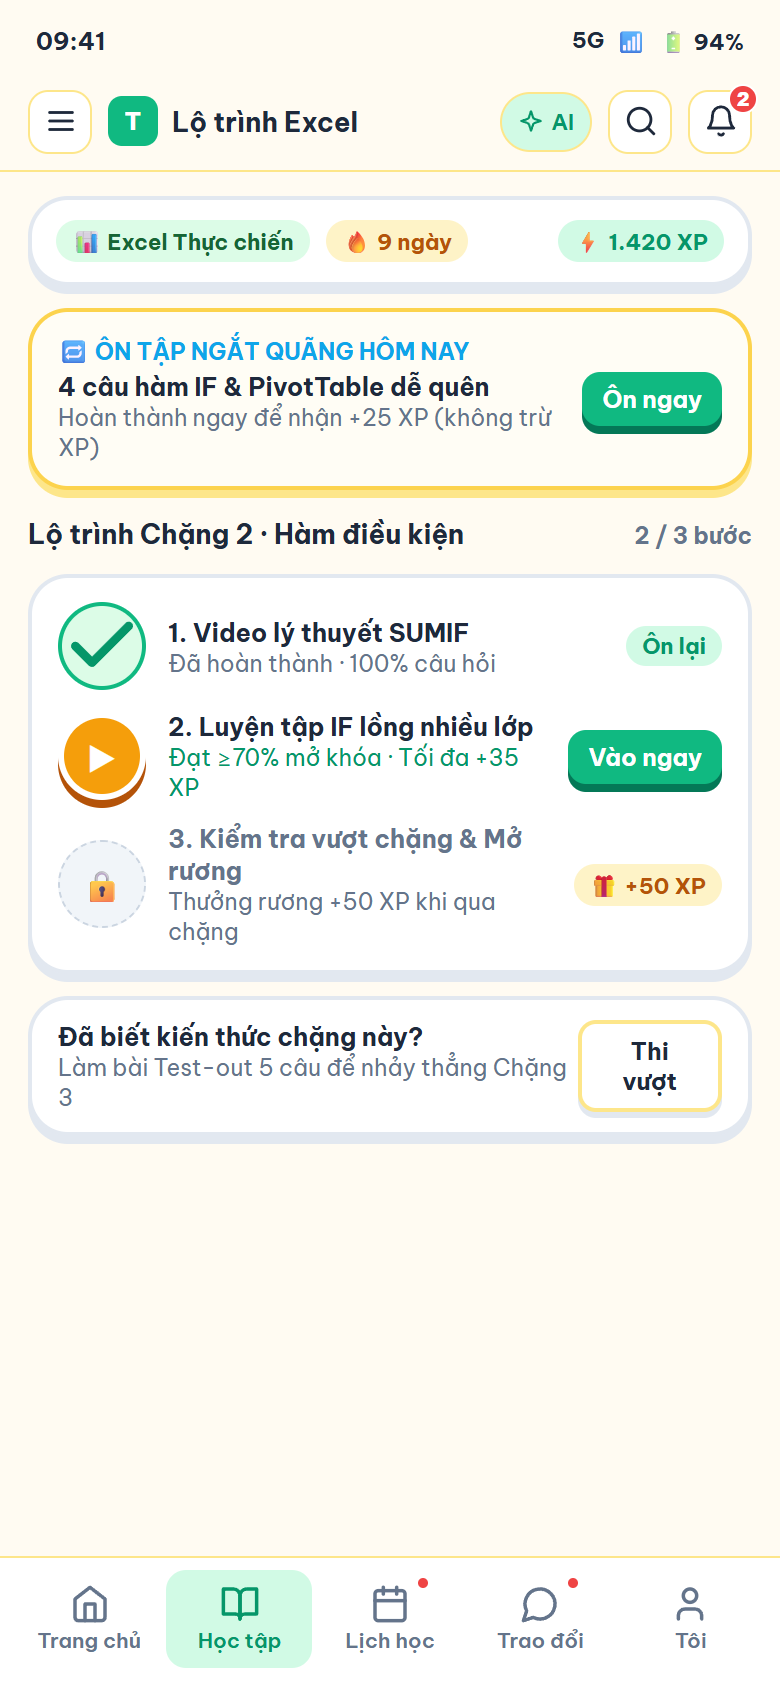 09:41
5G 94%
T Lộ trình Excel
AI
2
Excel Thực chiến
9 ngày
1.420 XP
ÔN TẬP NGẮT QUÃNG HÔM NAY
4 câu hàm IF & PivotTable dễ quên
Hoàn thành ngay để nhận +25 XP (không trừ
XP)
Ôn ngay
Lộ trình Chặng 2 · Hàm điều kiện
2 / 3 bước
1. Video lý thuyết SUMIF
Đã hoàn thành · 100% câu hỏi
Ôn lại
2. Luyện tập IF lồng nhiều lớp
Đạt ≥70% mở khóa · Tối đa +35
XP
Vào ngay
3. Kiểm tra vượt chặng & Mở
rương
Thưởng rương +50 XP khi qua
chặng
+50 XP
Đã biết kiến thức chặng này?
Làm bài Test-out 5 câu để nhảy thẳng Chặng
3
Thi
vượt
Trang chủ
Học tập
Lịch học
Trao đổi
Tôi